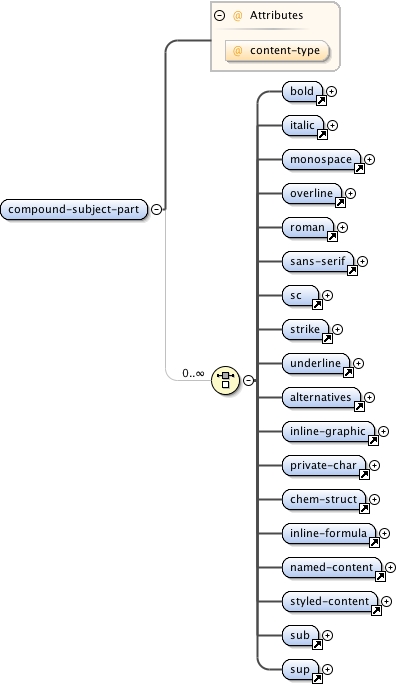 Attributes
@ content-type
bold
italic
monospace
overline
compound-subject-part
roman
sans-serif
sc
strike
underline
0..∞
alternatives
inline-graphic
private-char
chem-struct
inline-formula
named-content
styled-content
sub
sup